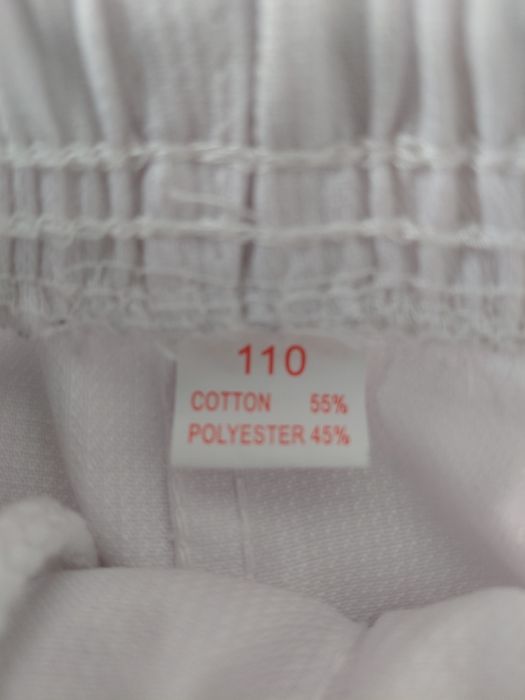 110
COTTON 55%
POLYESTER 45%